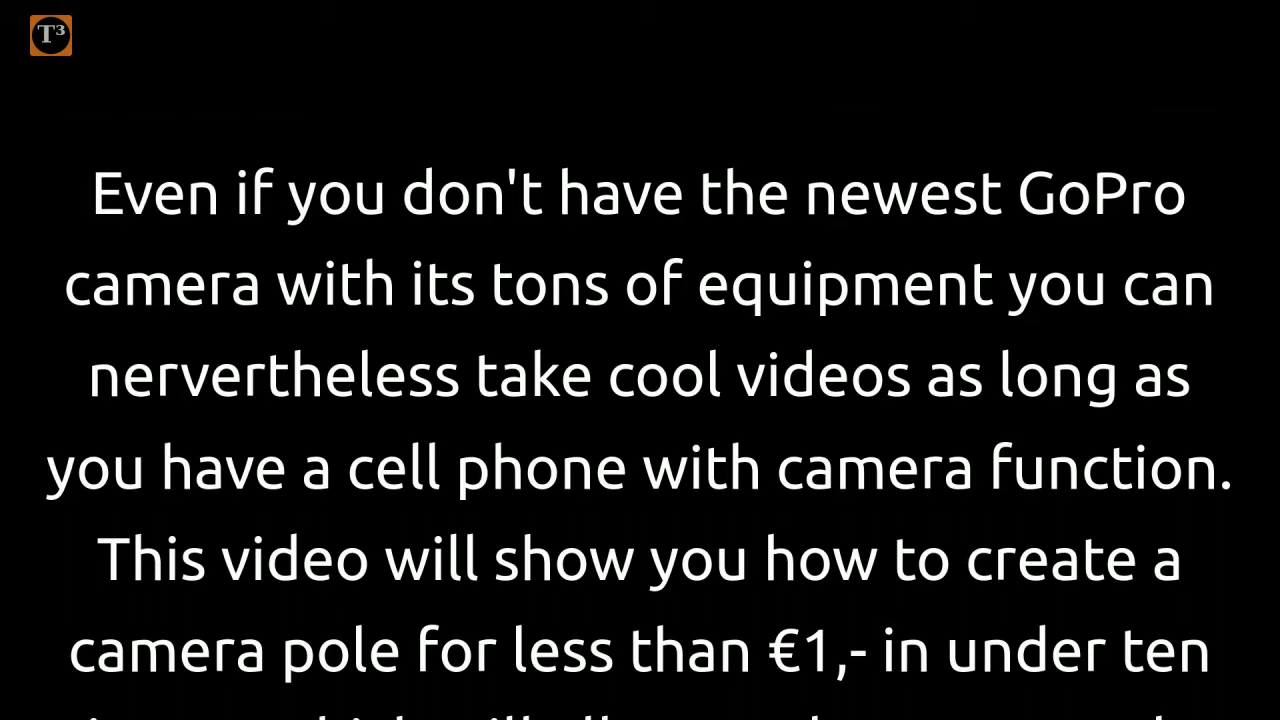 T³
Even if you don't have the newest GoPro
camera with its tons of equipment you can
nervertheless take cool videos as long as
you have a cell phone with camera function.
This video will show you how to create a
camera pole for less than €1,- in under ten